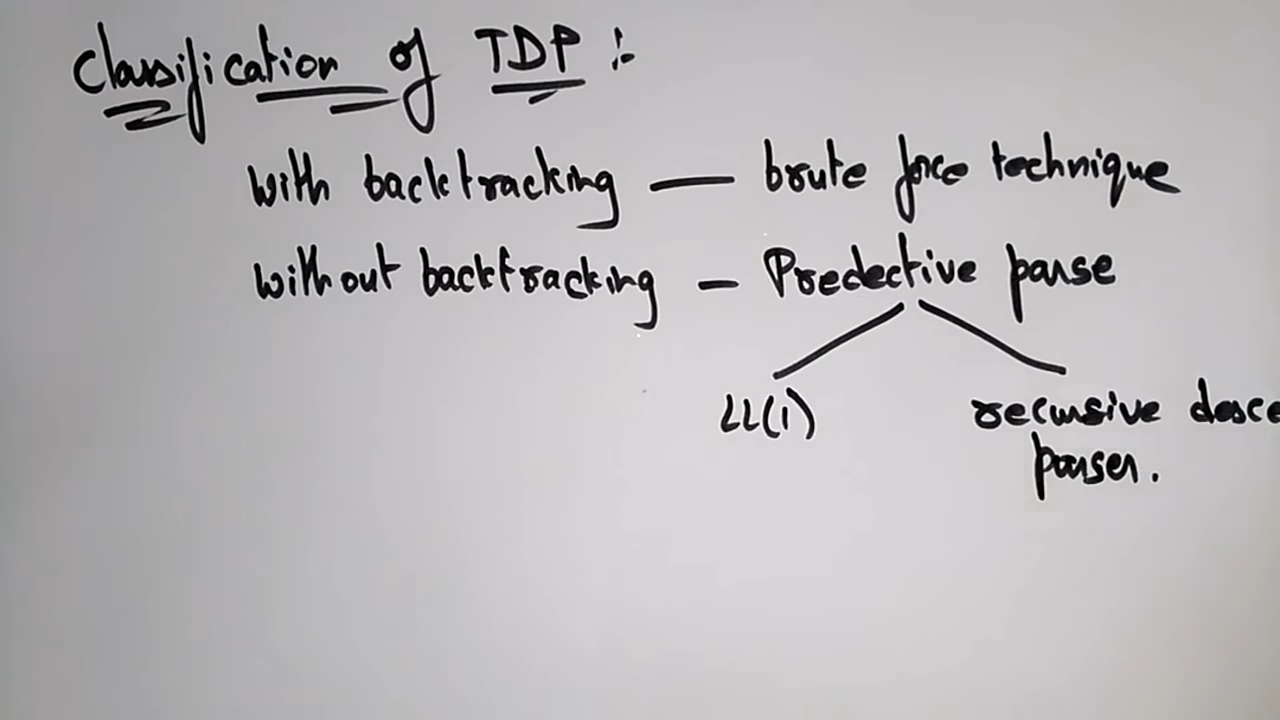 Classification of TDP :-
with backtracking — brute force technique
without backtracking - Predective parse
LL(1) recursive desce
parser.